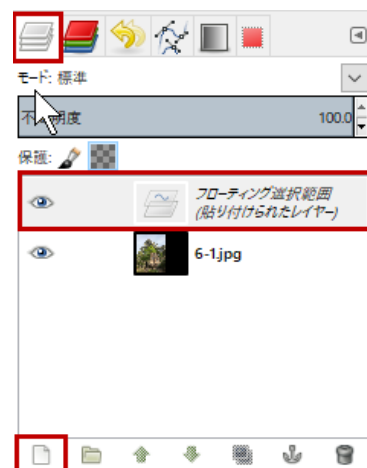 モード: 標準
不 明度 100.0
保護:
フローティング選択範囲
(貼り付けられたレイヤー)
6-1.jpg